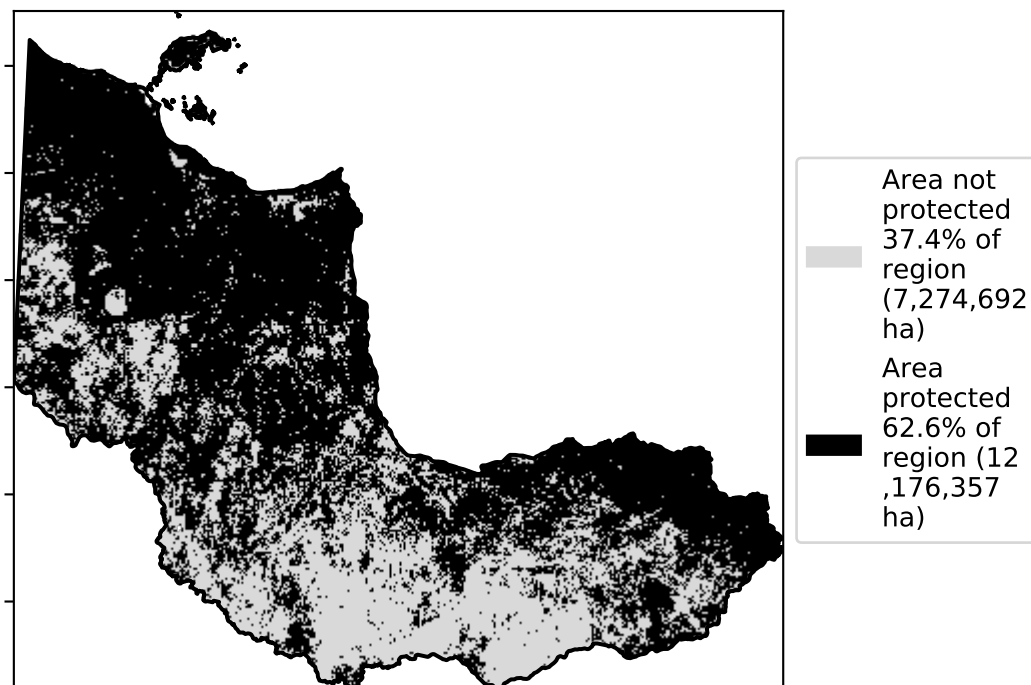 Area not
protected
37.4% of
region
(7,274,692
ha)
Area
protected
62.6% of
region (12
,176,357
ha)